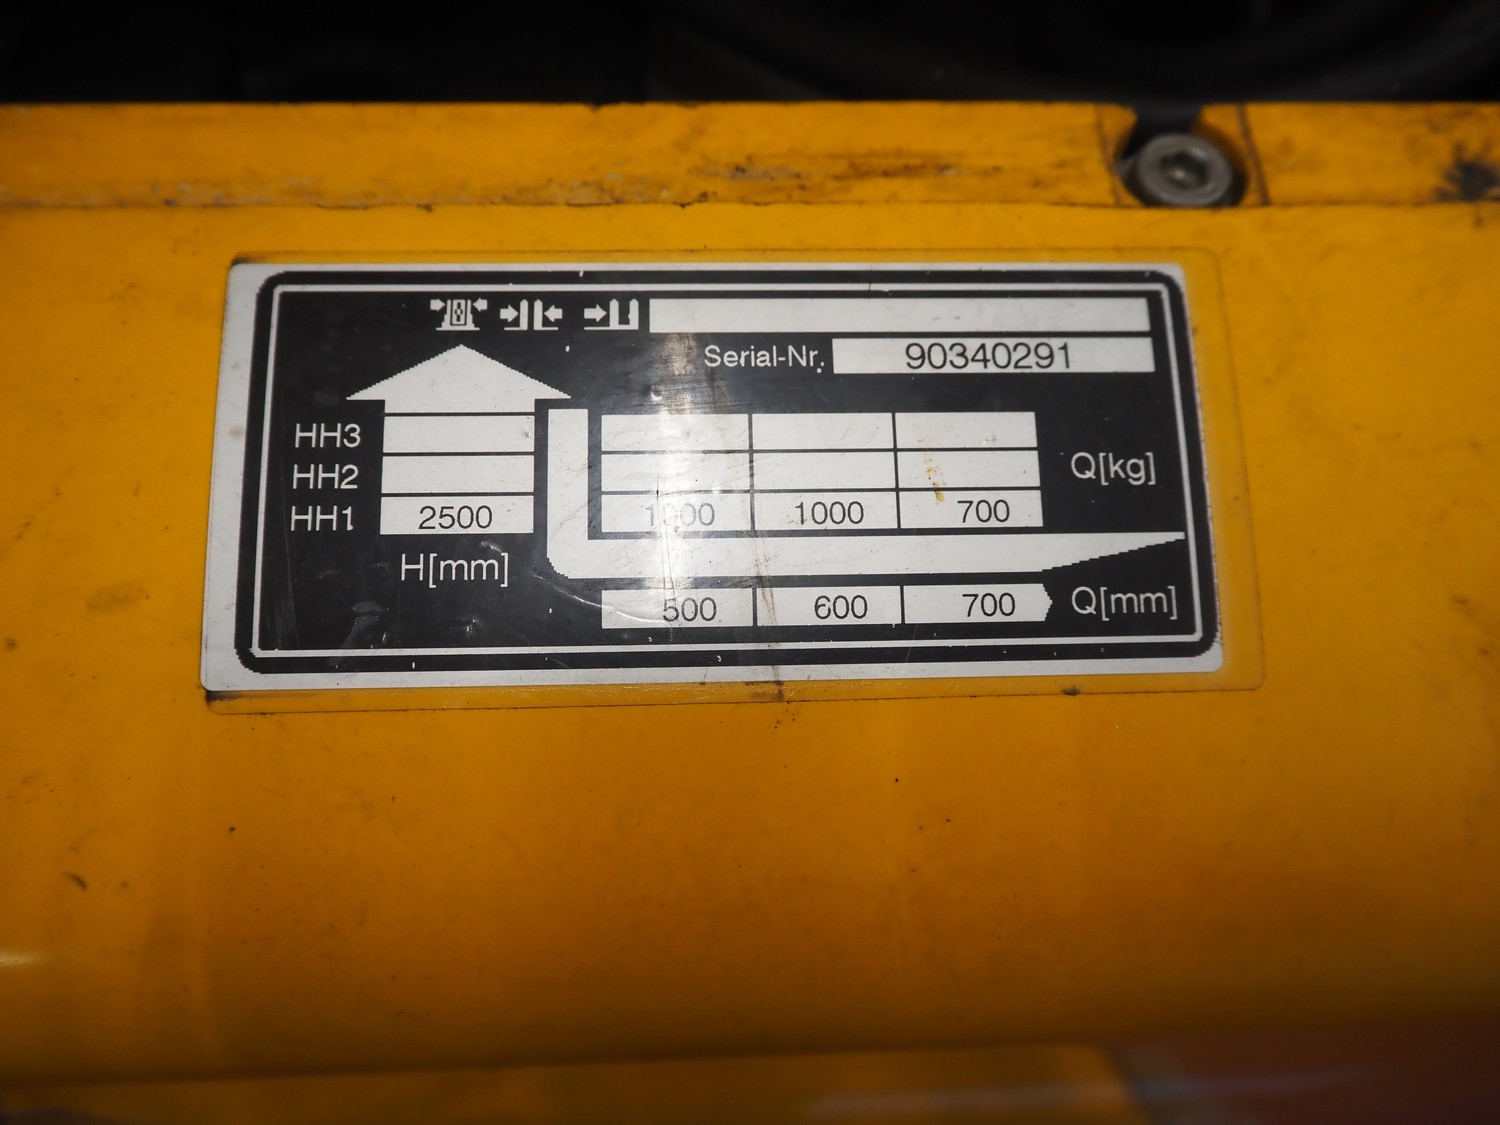 Serial-Nr. 90340291
HH3
HH2 Q[kg]
HH1 2500 1000 1000 700
H[mm]
500 600 700 Q[mm]